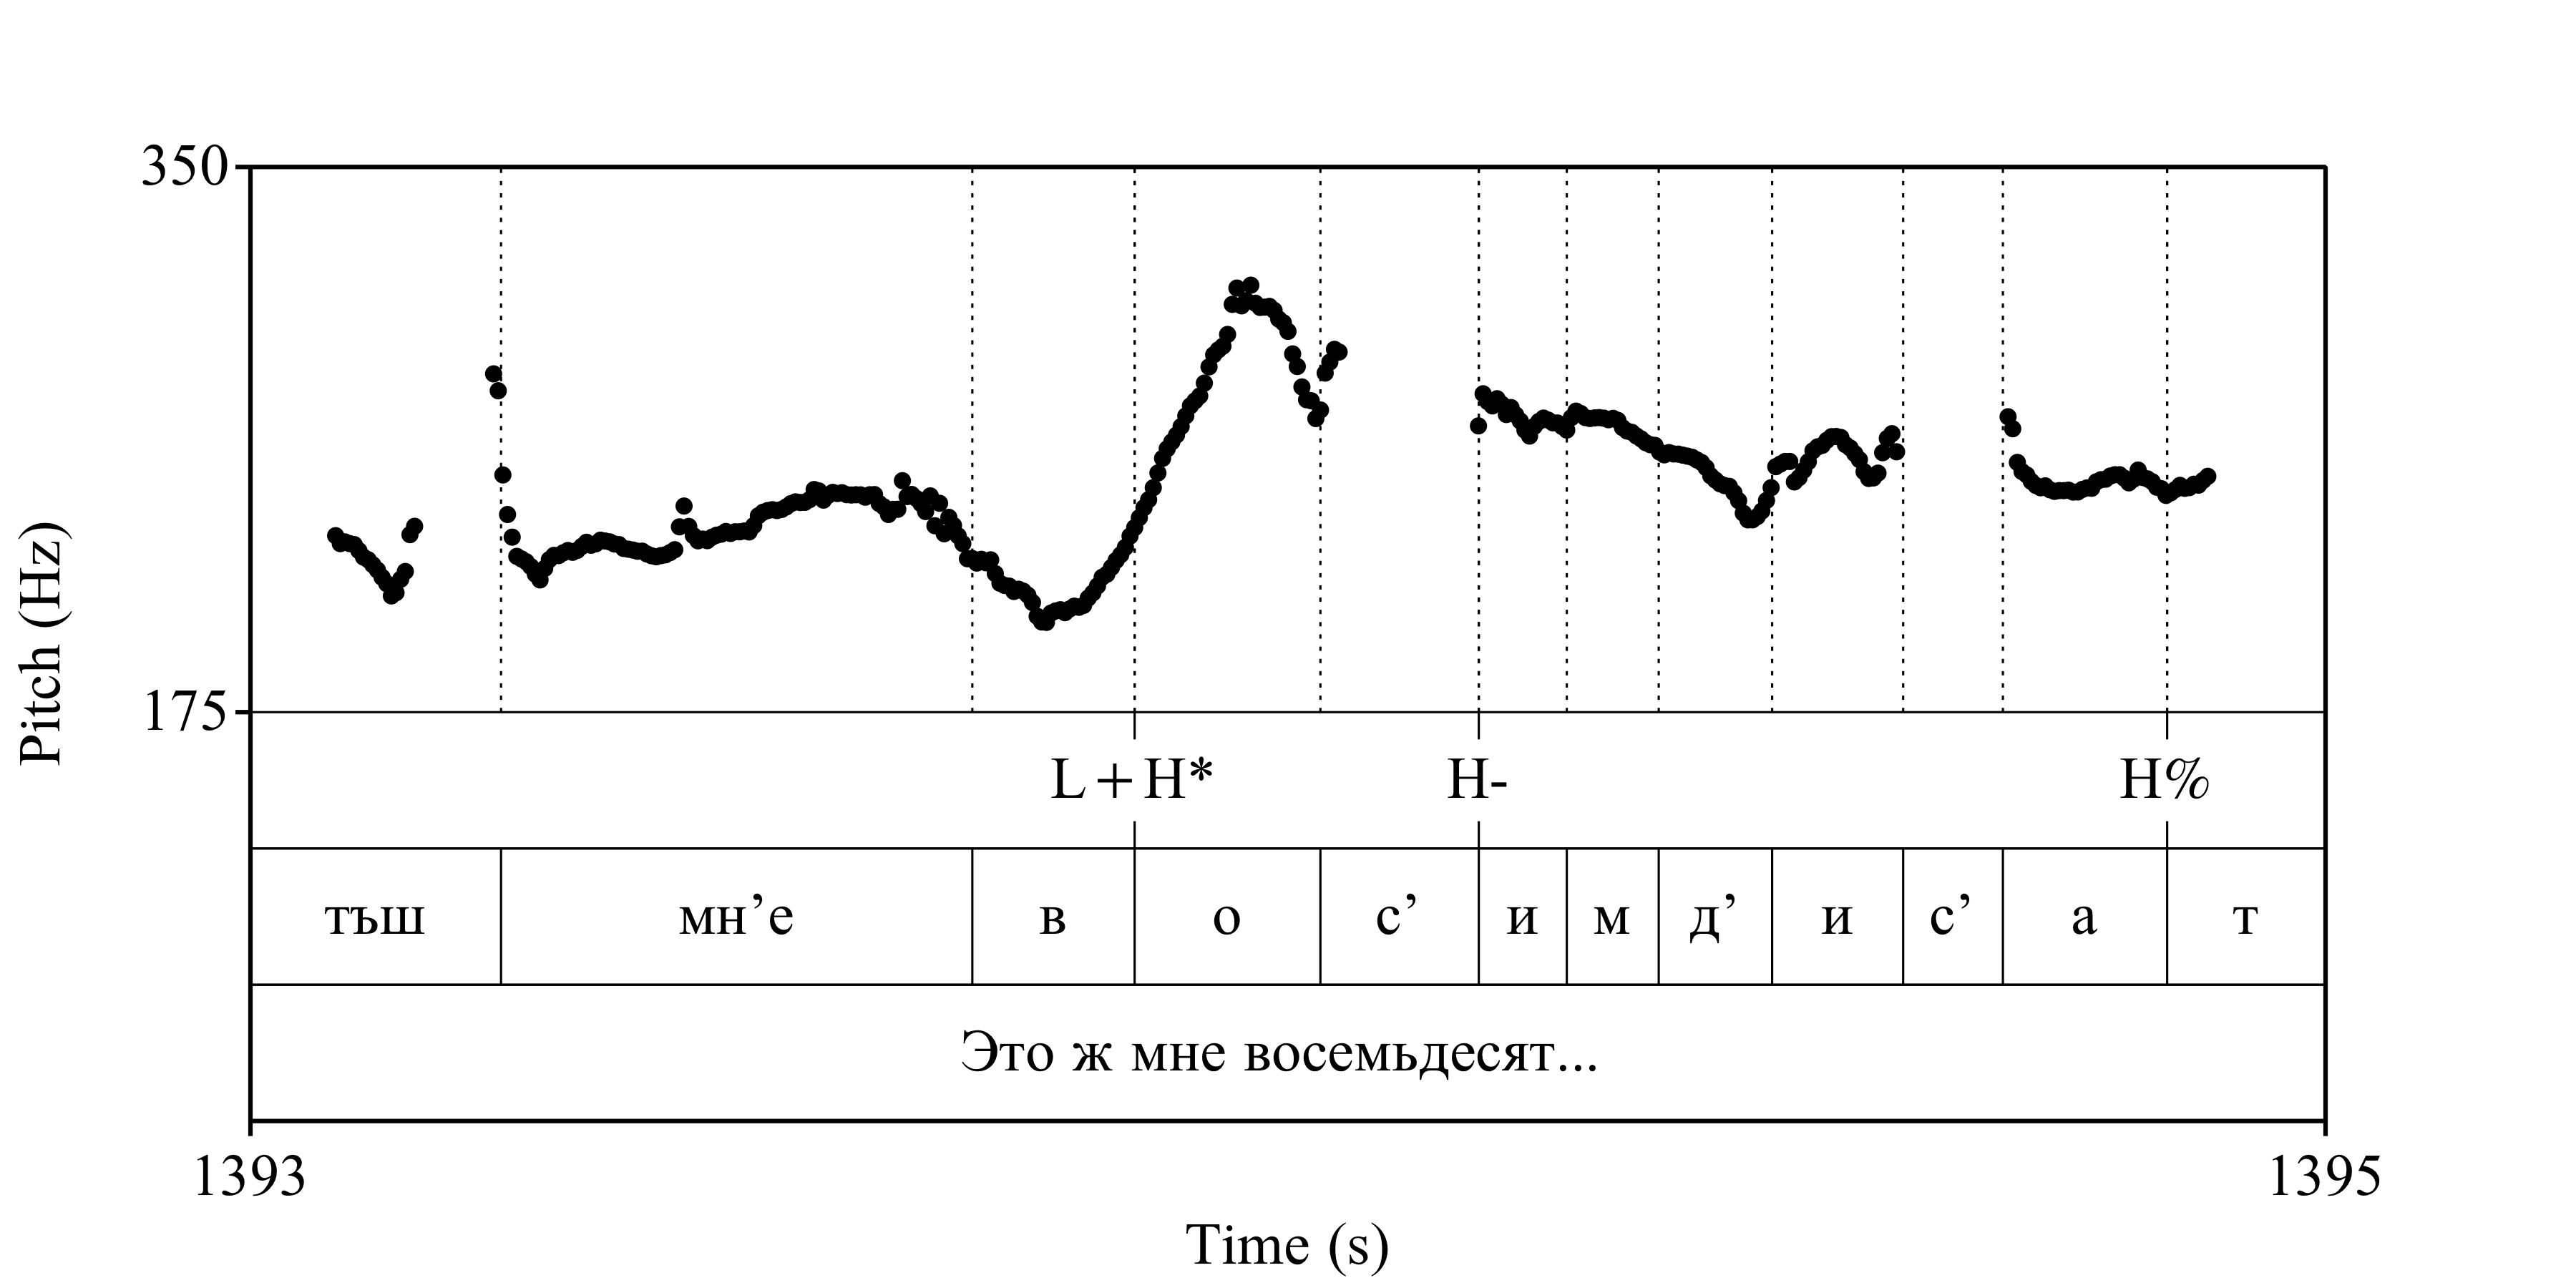 350
175
Pitch (Hz)
L+H* H- H%
тъш мн’е в о с’ и м д’ и с’ а т
Это ж мне восемьдесят...
1393 1395
Time (s)